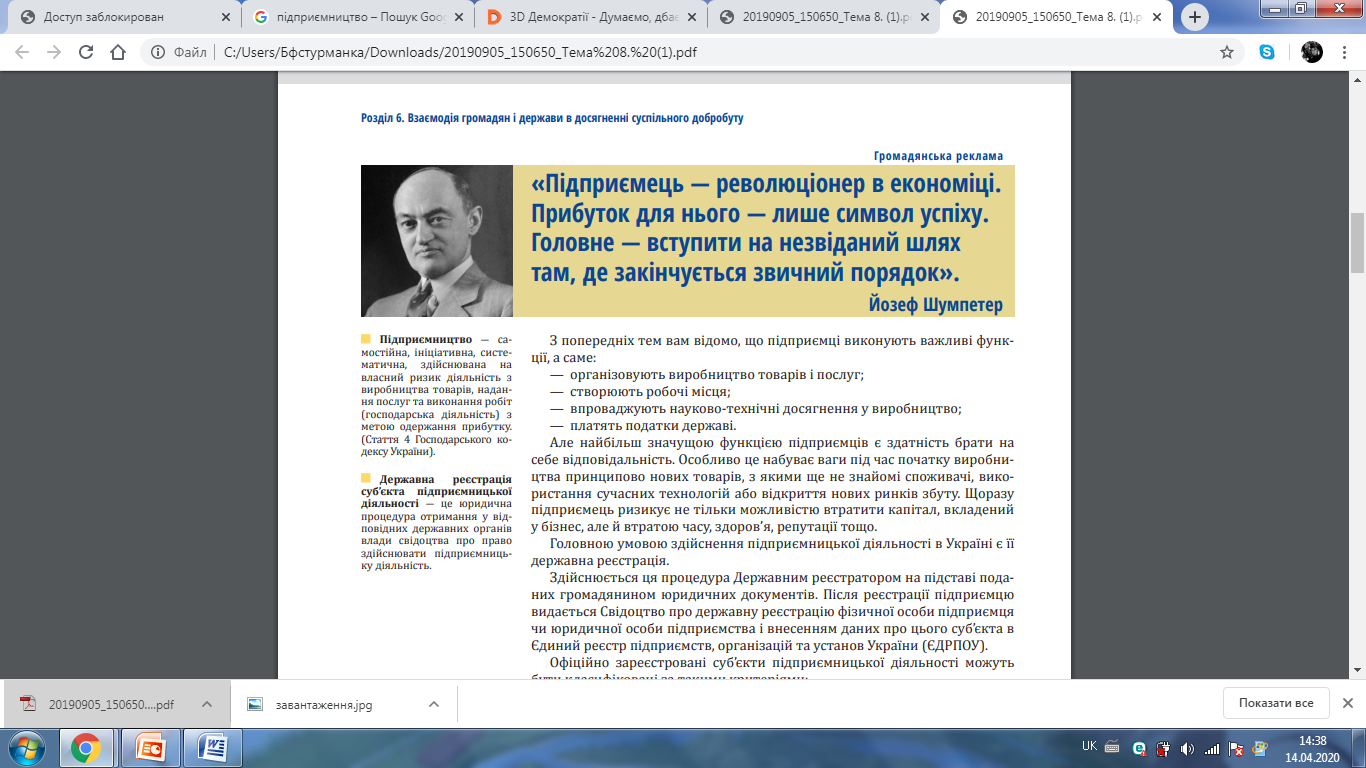 Доступ заблокирован
підприємництво – Пошук Goo
3D Демократії - Думаємо, дбає
20190905_150650_Тема 8. (1).p
20190905_150650_Тема 8. (1).p
Файл
C:/Users/Бфстурманка/Downloads/20190905_150650_Тема%208.%20(1).pdf
Розділ 6. Взаємодія громадян і держави в досягненні суспільного добробуту
Громадянська реклама
«Підприємець — революціонер в економіці.
Прибуток для нього — лише символ успіху.
Головне — вступити на незвіданий шлях
там, де закінчується звичний порядок».
Йозеф Шумпетер
Підприємництво — са-
мостійна, ініціативна, систе-
матична, здійснювана на
власний ризик діяльність з
виробництва товарів, надан-
ня послуг та виконання робіт
(господарська діяльність) з
метою одержання прибутку.
(Стаття 4 Господарського ко-
дексу України).
Державна реєстрація
суб’єкта підприємницької
діяльності — це юридична
процедура отримання у від-
повідних державних органів
влади свідоцтва про право
здійснювати підприємниць-
ку діяльність.
З попередніх тем вам відомо, що підприємці виконують важливі функ-
ції, а саме:
— організовують виробництво товарів і послуг;
— створюють робочі місця;
— впроваджують науково-технічні досягнення у виробництво;
— платять податки державі.
Але найбільш значущою функцією підприємців є здатність брати на
себе відповідальність. Особливо це набуває ваги під час початку виробни-
цтва принципово нових товарів, з якими ще не знайомі споживачі, вико-
ристання сучасних технологій або відкриття нових ринків збуту. Щоразу
підприємець ризикує не тільки можливістю втратити капітал, вкладений
у бізнес, але й втратою часу, здоров’я, репутації тощо.
Головною умовою здійснення підприємницької діяльності в Україні є її
державна реєстрація.
Здійснюється ця процедура Державним реєстратором на підставі пода-
них громадянином юридичних документів. Після реєстрації підприємцю
видається Свідоцтво про державну реєстрацію фізичної особи підприємця
чи юридичної особи підприємства і внесенням даних про цього суб’єкта в
Єдиний реєстр підприємств, організацій та установ України (ЄДРПОУ).
Офіційно зареєстровані суб’єкти підприємницької діяльності можуть
бути класифіковані за такими критеріями:
20190905_150650....pdf
завантаження.jpg
Показати все
UK
14:38
14.04.2020